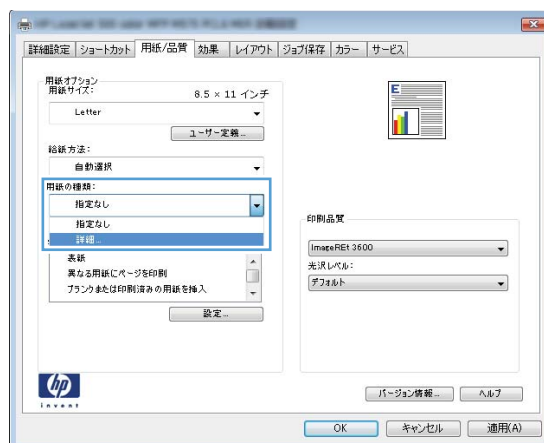 詳細設定 ショートカット 用紙/品質 効果 レイアウト ジョブ保存 カラー サービス
用紙オプション
用紙サイズ: 8.5 × 11 インチ
Letter
ユーザー定義...
給紙方法:
自動選択
用紙の種類:
指定なし
指定なし
詳細...
表紙
異なる用紙にページを印刷
ブランクまたは印刷済みの用紙を挿入
設定...
E
印刷品質
ImageREt 3600
光沢レベル:
デフォルト
hp
invent
バージョン情報... ヘルプ
OK キャンセル 適用(A)